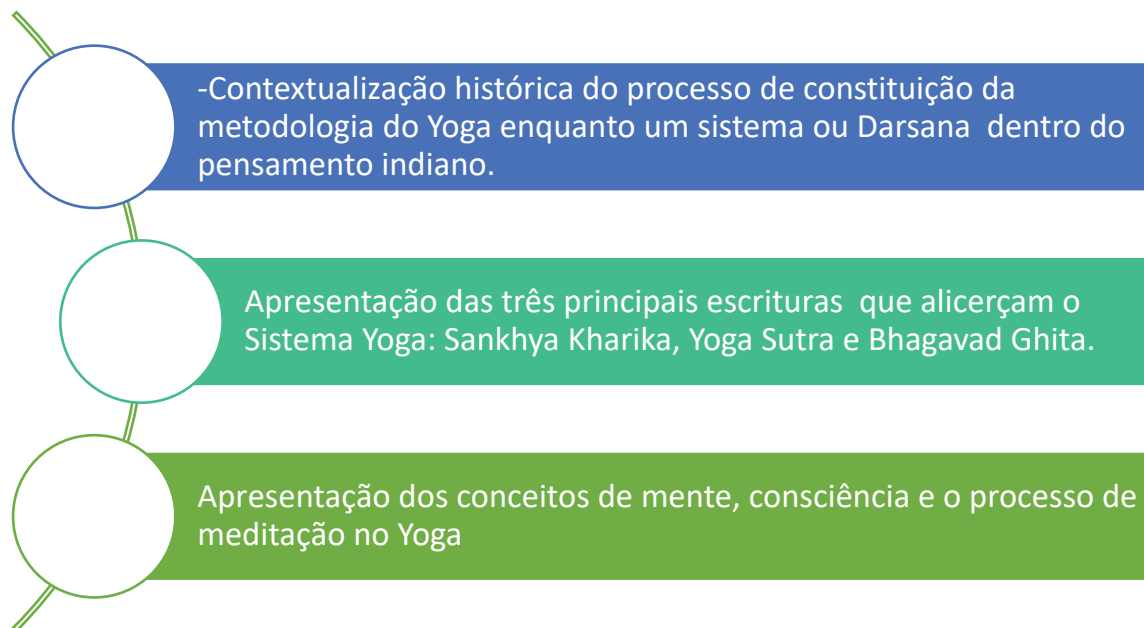 -Contextualização histórica do processo de constituição da
metodologia do Yoga enquanto um sistema ou Darsana  dentro do
pensamento indiano.
Apresentação das três principais escrituras  que alicerçam o
Sistema Yoga: Sankhya Kharika, Yoga Sutra e Bhagavad Ghita.
Apresentação dos conceitos de mente, consciência e o processo de
meditação no Yoga